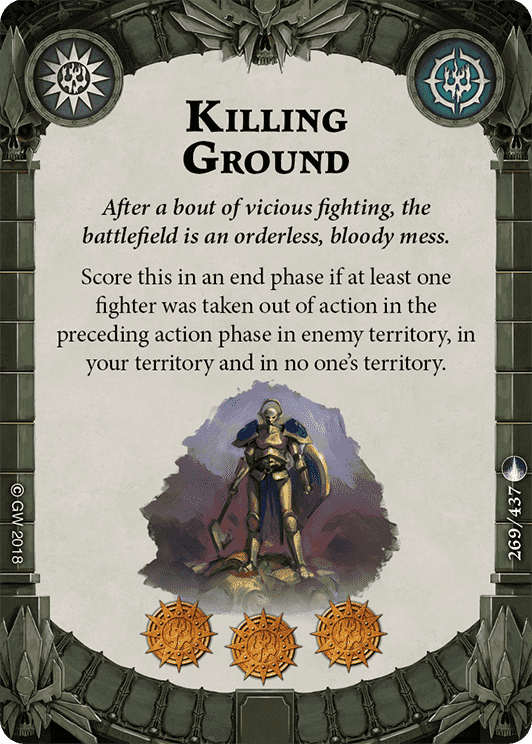 KILLING
GROUND
After a bout of vicious fighting, the
battlefield is an orderless, bloody mess.
Score this in an end phase if at least one
fighter was taken out of action in the
preceding action phase in enemy territory, in
your territory and in no one's territory.
© GW 2018
269/437